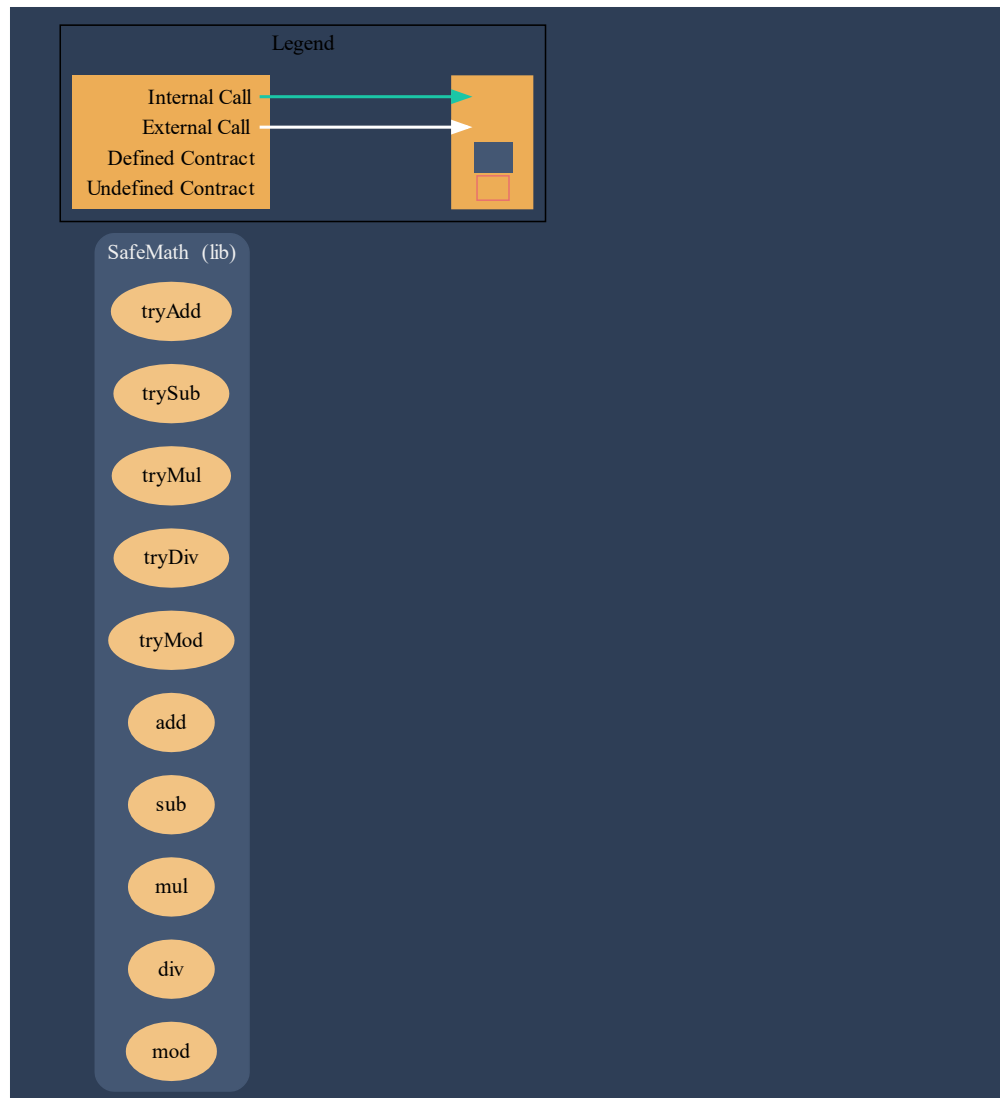 Legend
Internal Call
External Call
Defined Contract
Undefined Contract
SafeMath (lib)
tryAdd
trySub
tryMul
tryDiv
tryMod
add
sub
mul
div
mod